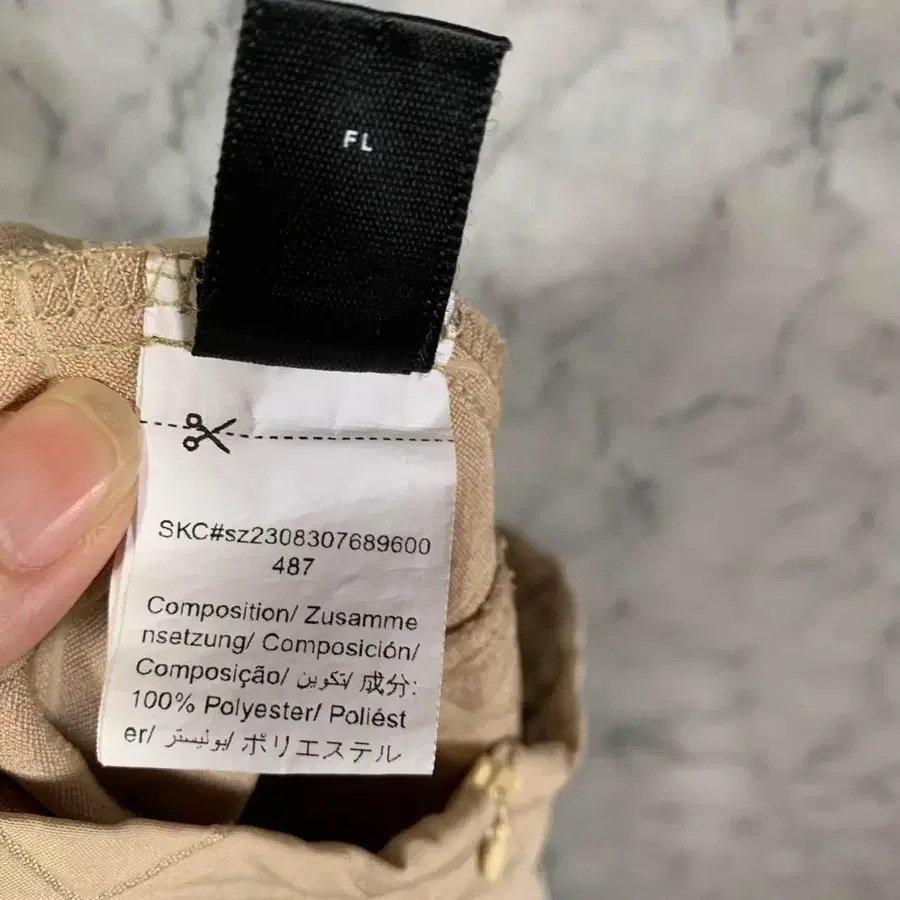 FL
SKC#sz2308307689600
487
Composition/ Zusamme
nsetzung/ Composición/
Composição/ تكوين/ 成分:
100% Polyester/ Poliést
er/ بوليستر/ ポリエステル